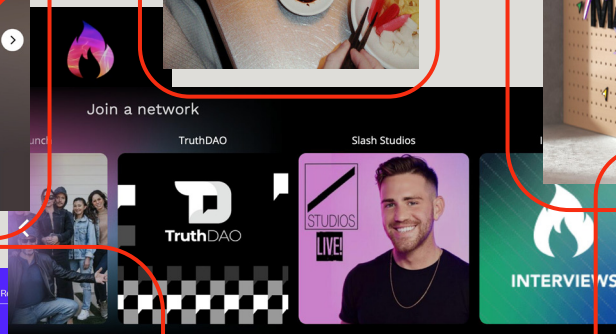 Join a network
TruthDAO
Slash Studios
TruthDAO
STUDIOS
LIVE!
INTERVIEWS